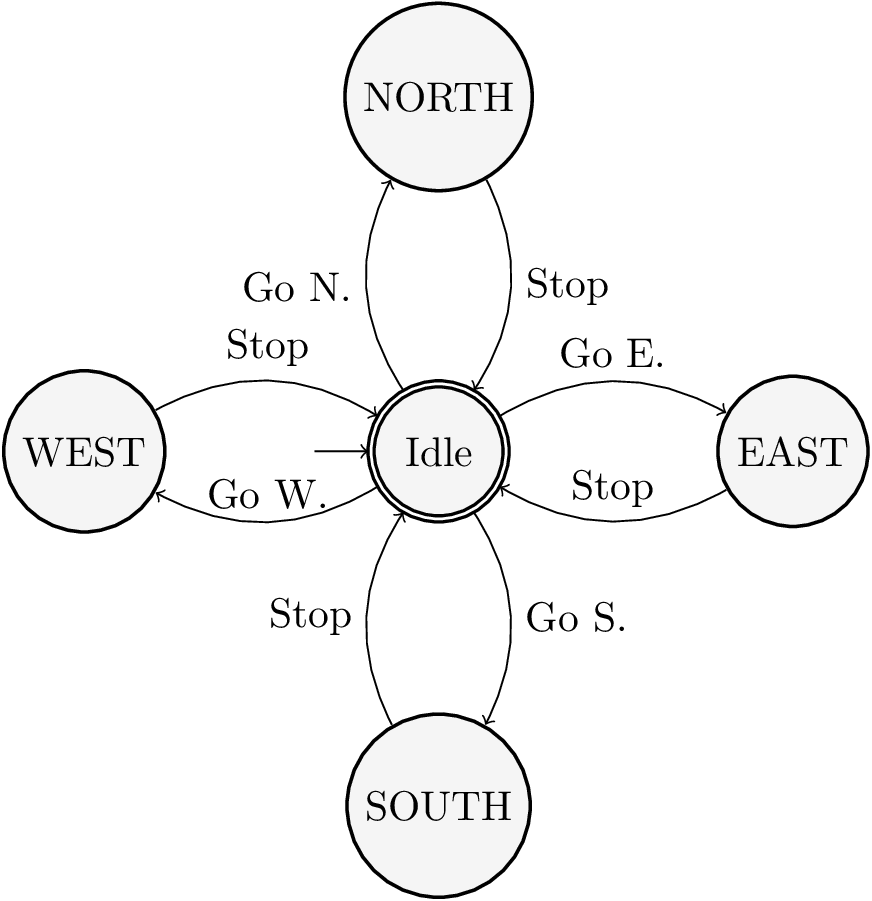 NORTH
Go N.
Stop
Stop
Go E.
WEST
Idle
EAST
Go W.
Stop
Stop
Go S.
SOUTH